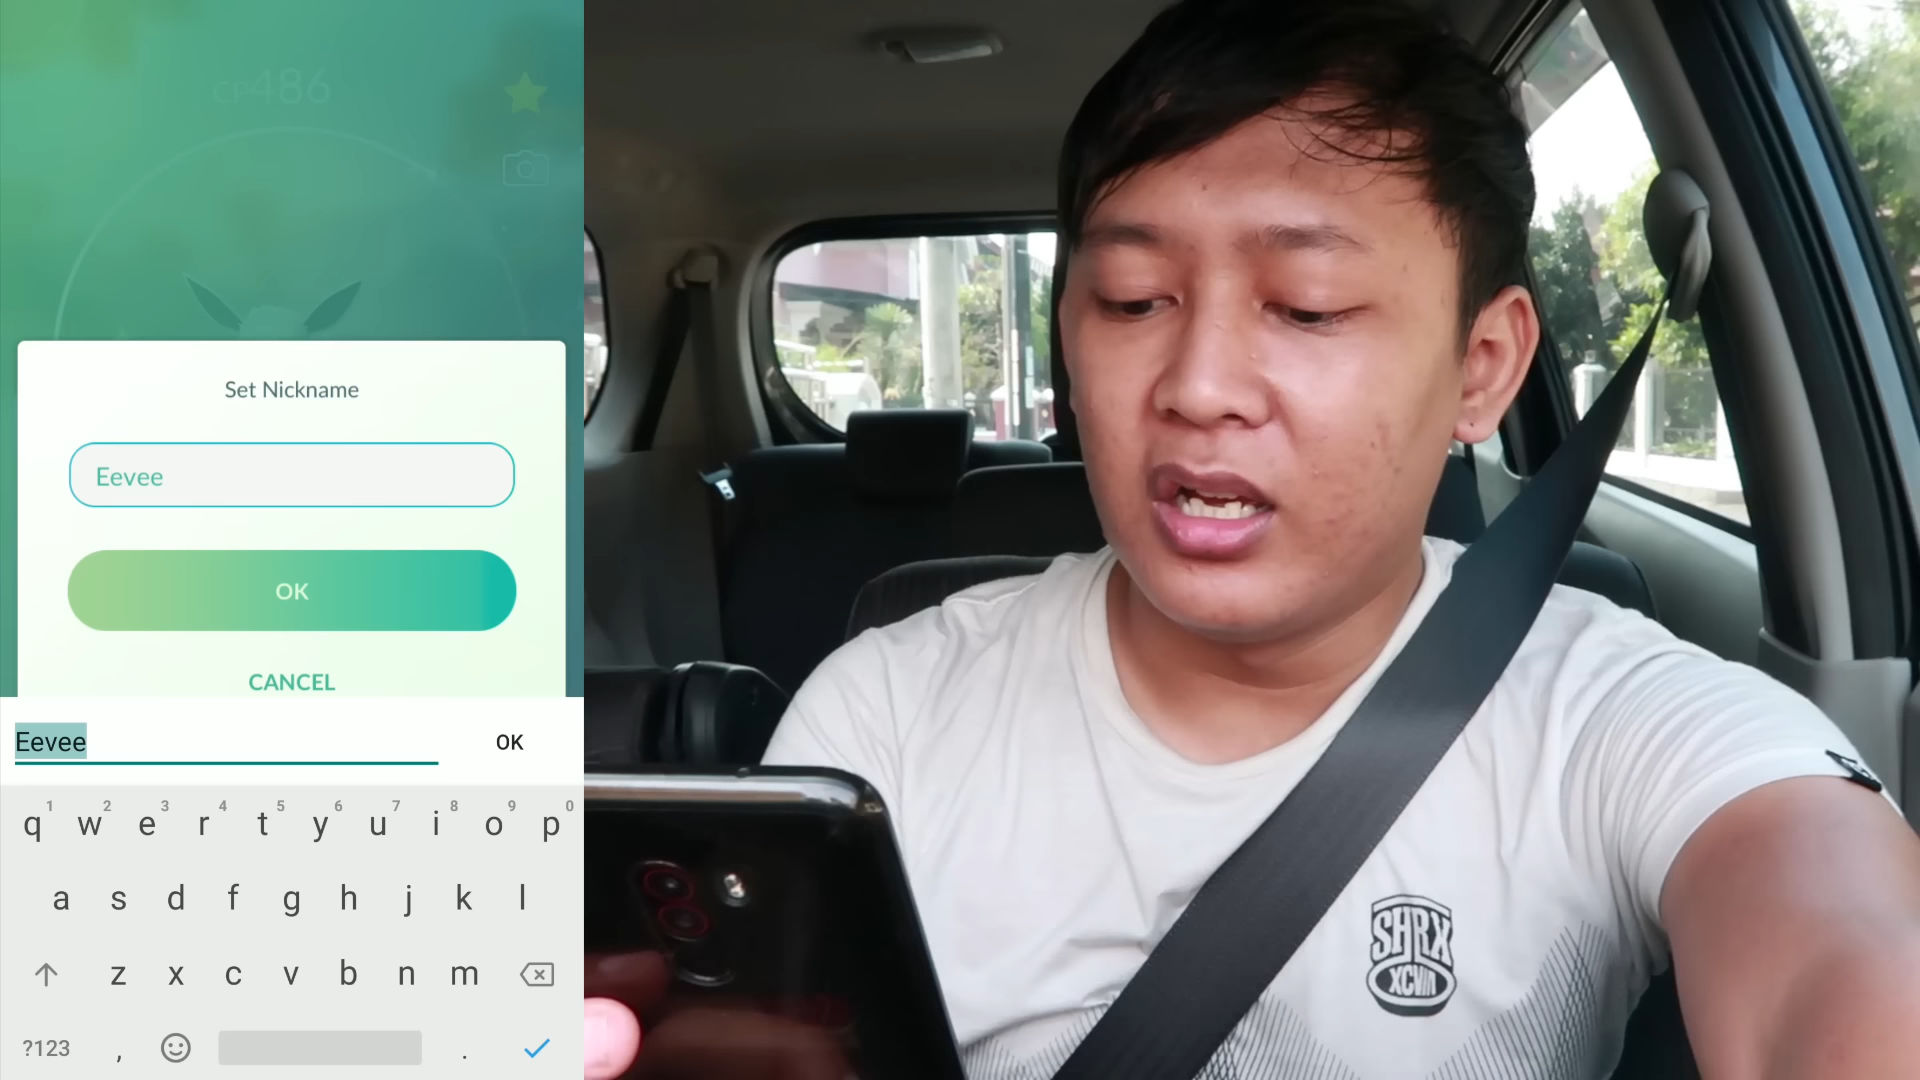 CP486
Set Nickname
Eevee
OK
CANCEL
Eevee OK
1 2 3 4 5 6 7 8 9 0
q w e r t y u i o p
a s d f g h j k l
z x c v b n m
?123 , .
SHRX
XCVIII